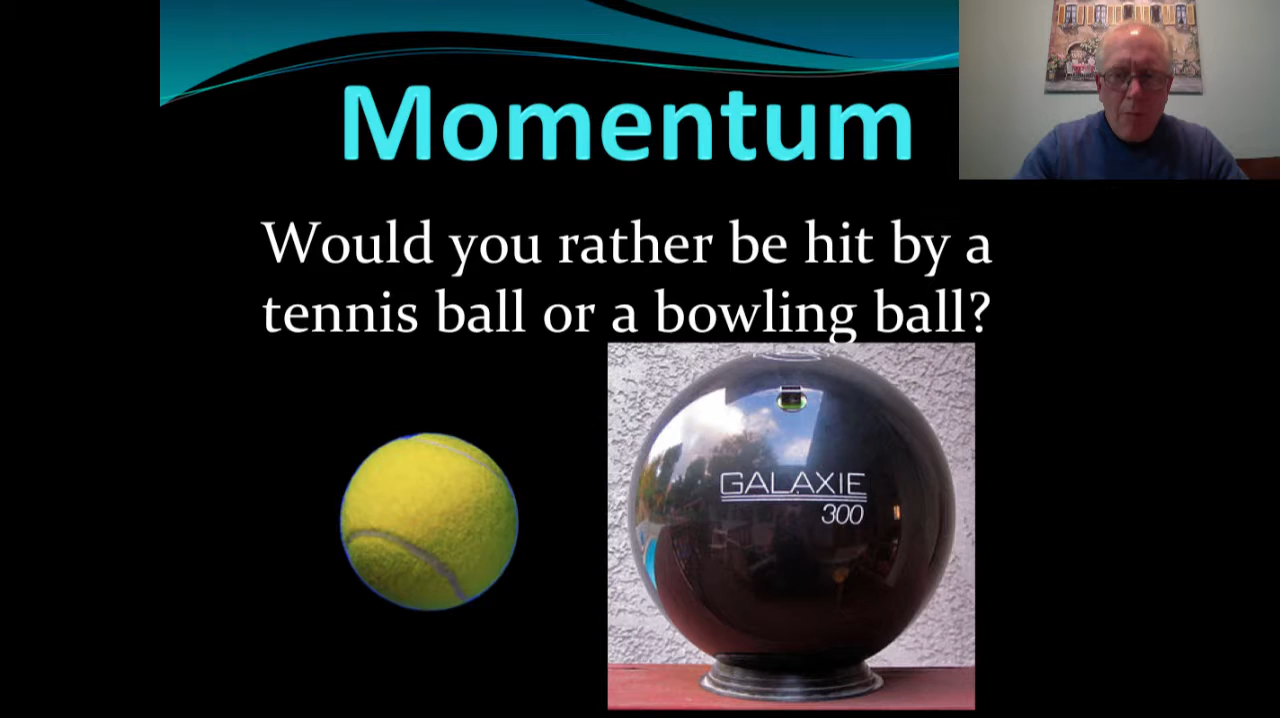 Momentum
Would you rather be hit by a
tennis ball or a bowling ball?
GALAXIE
300